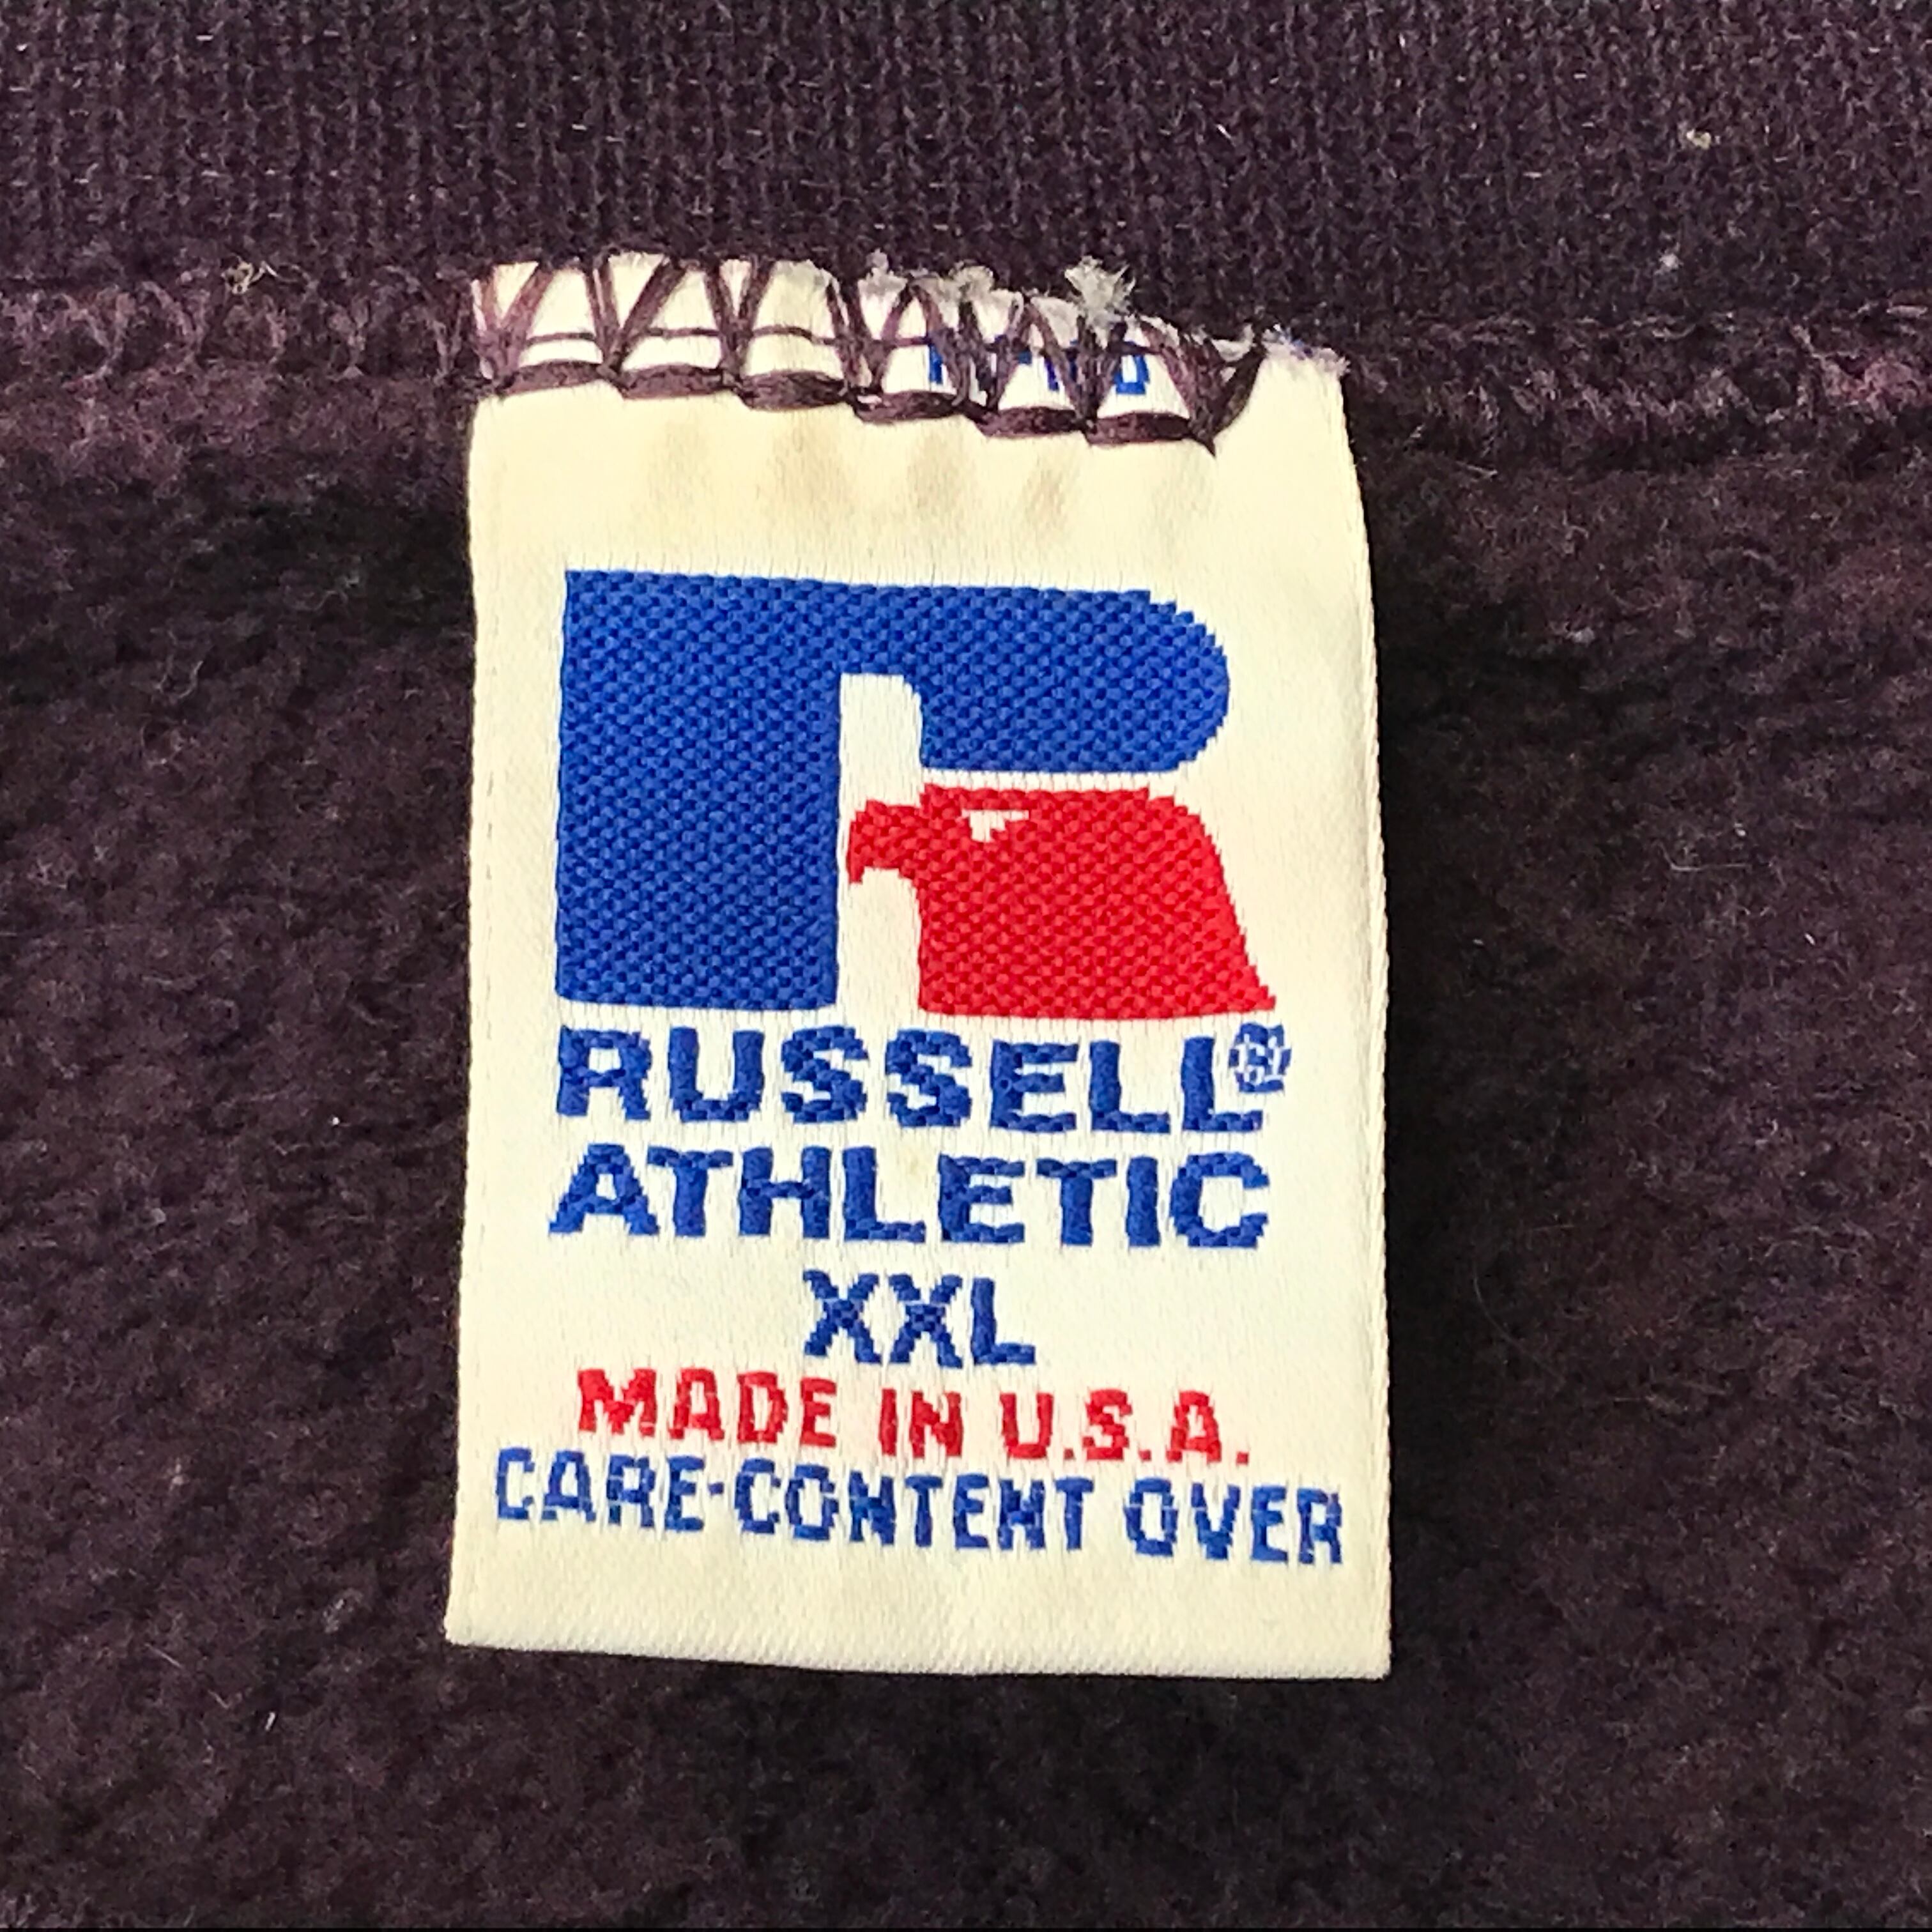 RUSSELL®
ATHLETIC
XXL
MADE IN U.S.A.
CARE·CONTENT OVER